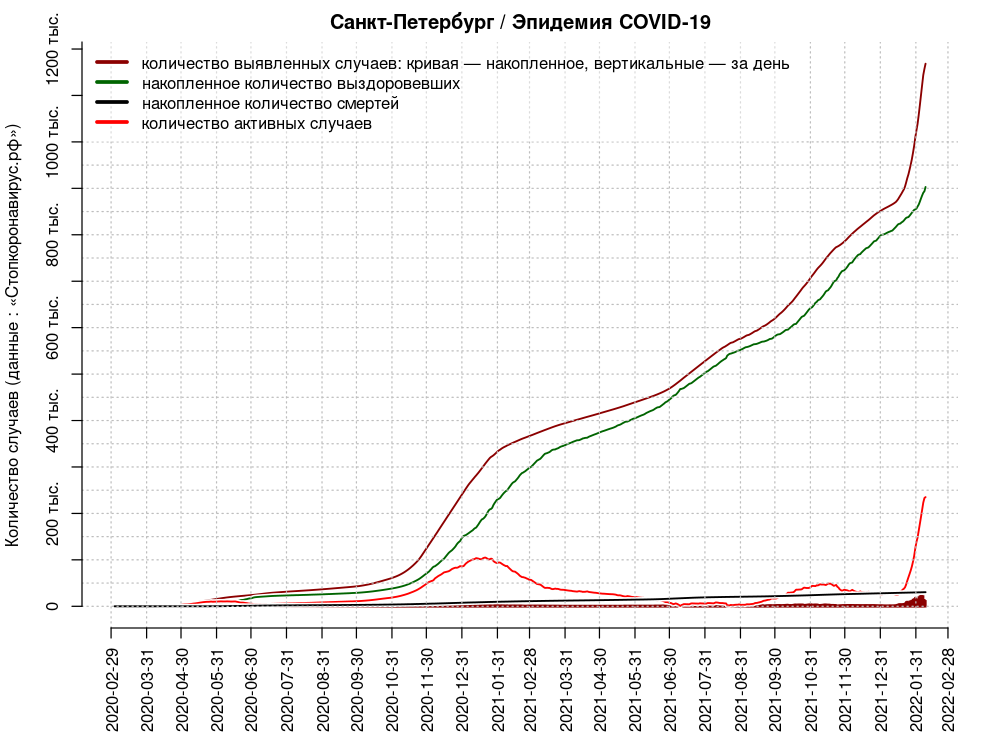 Санкт-Петербург / Эпидемия COVID-19
количество выявленных случаев: кривая — накопленное, вертикальные — за день
накопленное количество выздоровевших
накопленное количество смертей
количество активных случаев
Количество случаев (данные : «Стопкоронавирус.рф»)
1200 тыс.
1000 тыс.
800 тыс.
600 тыс.
400 тыс.
200 тыс.
0
2020-02-29
2020-03-31
2020-04-30
2020-05-31
2020-06-30
2020-07-31
2020-08-31
2020-09-30
2020-10-31
2020-11-30
2020-12-31
2021-01-31
2021-02-28
2021-03-31
2021-04-30
2021-05-31
2021-06-30
2021-07-31
2021-08-31
2021-09-30
2021-10-31
2021-11-30
2021-12-31
2022-01-31
2022-02-28